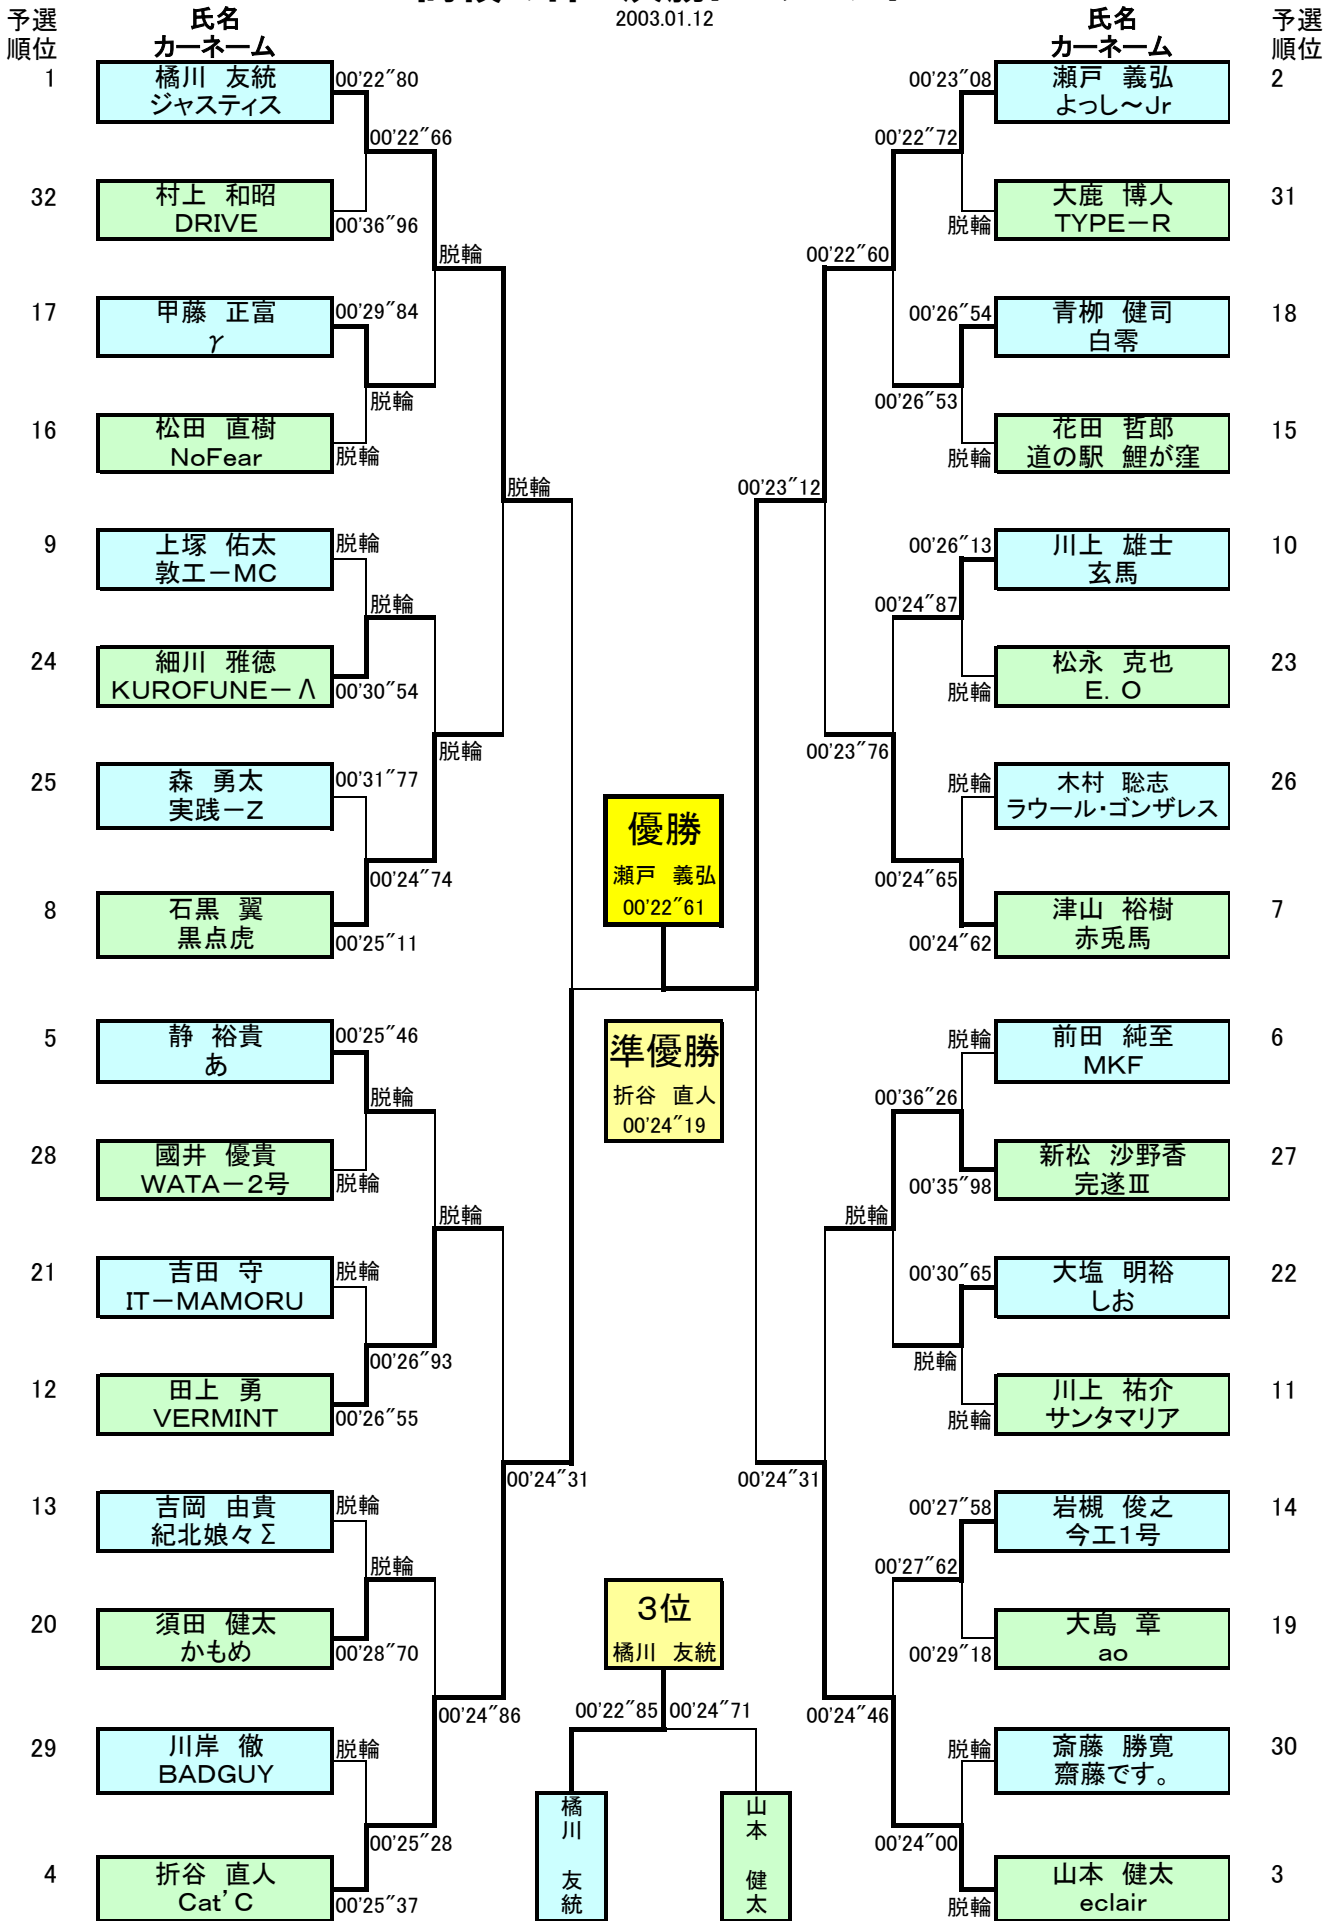 2003.01.12
予選
順位
氏名
カーネーム
氏名
カーネーム
予選
順位
1
橘川 友統
ジャスティス
00'22"80
00'22"66
32
村上 和昭
DRIVE
00'36"96
脱輪
17
甲藤 正富
γ
00'29"84
脱輪
16
松田 直樹
NoFear
脱輪
脱輪
9
上塚 佑太
敦工-MC
脱輪
脱輪
24
細川 雅徳
KUROFUNE-Λ
00'30"54
脱輪
25
森 勇太
実践-Z
00'31"77
00'24"74
8
石黒 翼
黒点虎
00'25"11
5
静 裕貴
あ
00'25"46
脱輪
28
國井 優貴
WATA-2号
脱輪
脱輪
21
吉田 守
IT-MAMORU
脱輪
00'26"93
12
田上 勇
VERMINT
00'26"55
00'24"31
13
吉岡 由貴
紀北娘々Σ
脱輪
脱輪
20
須田 健太
かもめ
00'28"70
00'24"86
29
川岸 徹
BADGUY
脱輪
00'25"28
4
折谷 直人
Cat'C
00'25"37
優勝
瀬戸 義弘
00'22"61
準優勝
折谷 直人
00'24"19
3位
橘川 友統
00'22"85
00'24"71
橘川 友統
山本 健太
00'23"08
瀬戸 義弘
よっし~Jr
2
00'22"72
脱輪
大鹿 博人
TYPE-R
31
00'22"60
00'26"54
青栁 健司
白零
18
00'26"53
脱輪
花田 哲郎
道の駅 鯉が窪
15
00'23"12
00'26"13
川上 雄士
玄馬
10
00'24"87
脱輪
松永 克也
E.O
23
00'23"76
脱輪
木村 聡志
ラウール・ゴンザレス
26
00'24"65
00'24"62
津山 裕樹
赤兎馬
7
脱輪
前田 純至
MKF
6
00'36"26
00'35"98
新松 沙野香
完遂Ⅲ
27
脱輪
00'30"65
大塩 明裕
しお
22
脱輪
脱輪
川上 祐介
サンタマリア
11
00'24"31
00'27"58
岩槻 俊之
今工1号
14
00'27"62
00'29"18
大島 章
ao
19
00'24"46
脱輪
斎藤 勝寛
齋藤です。
30
00'24"00
脱輪
山本 健太
eclair
3